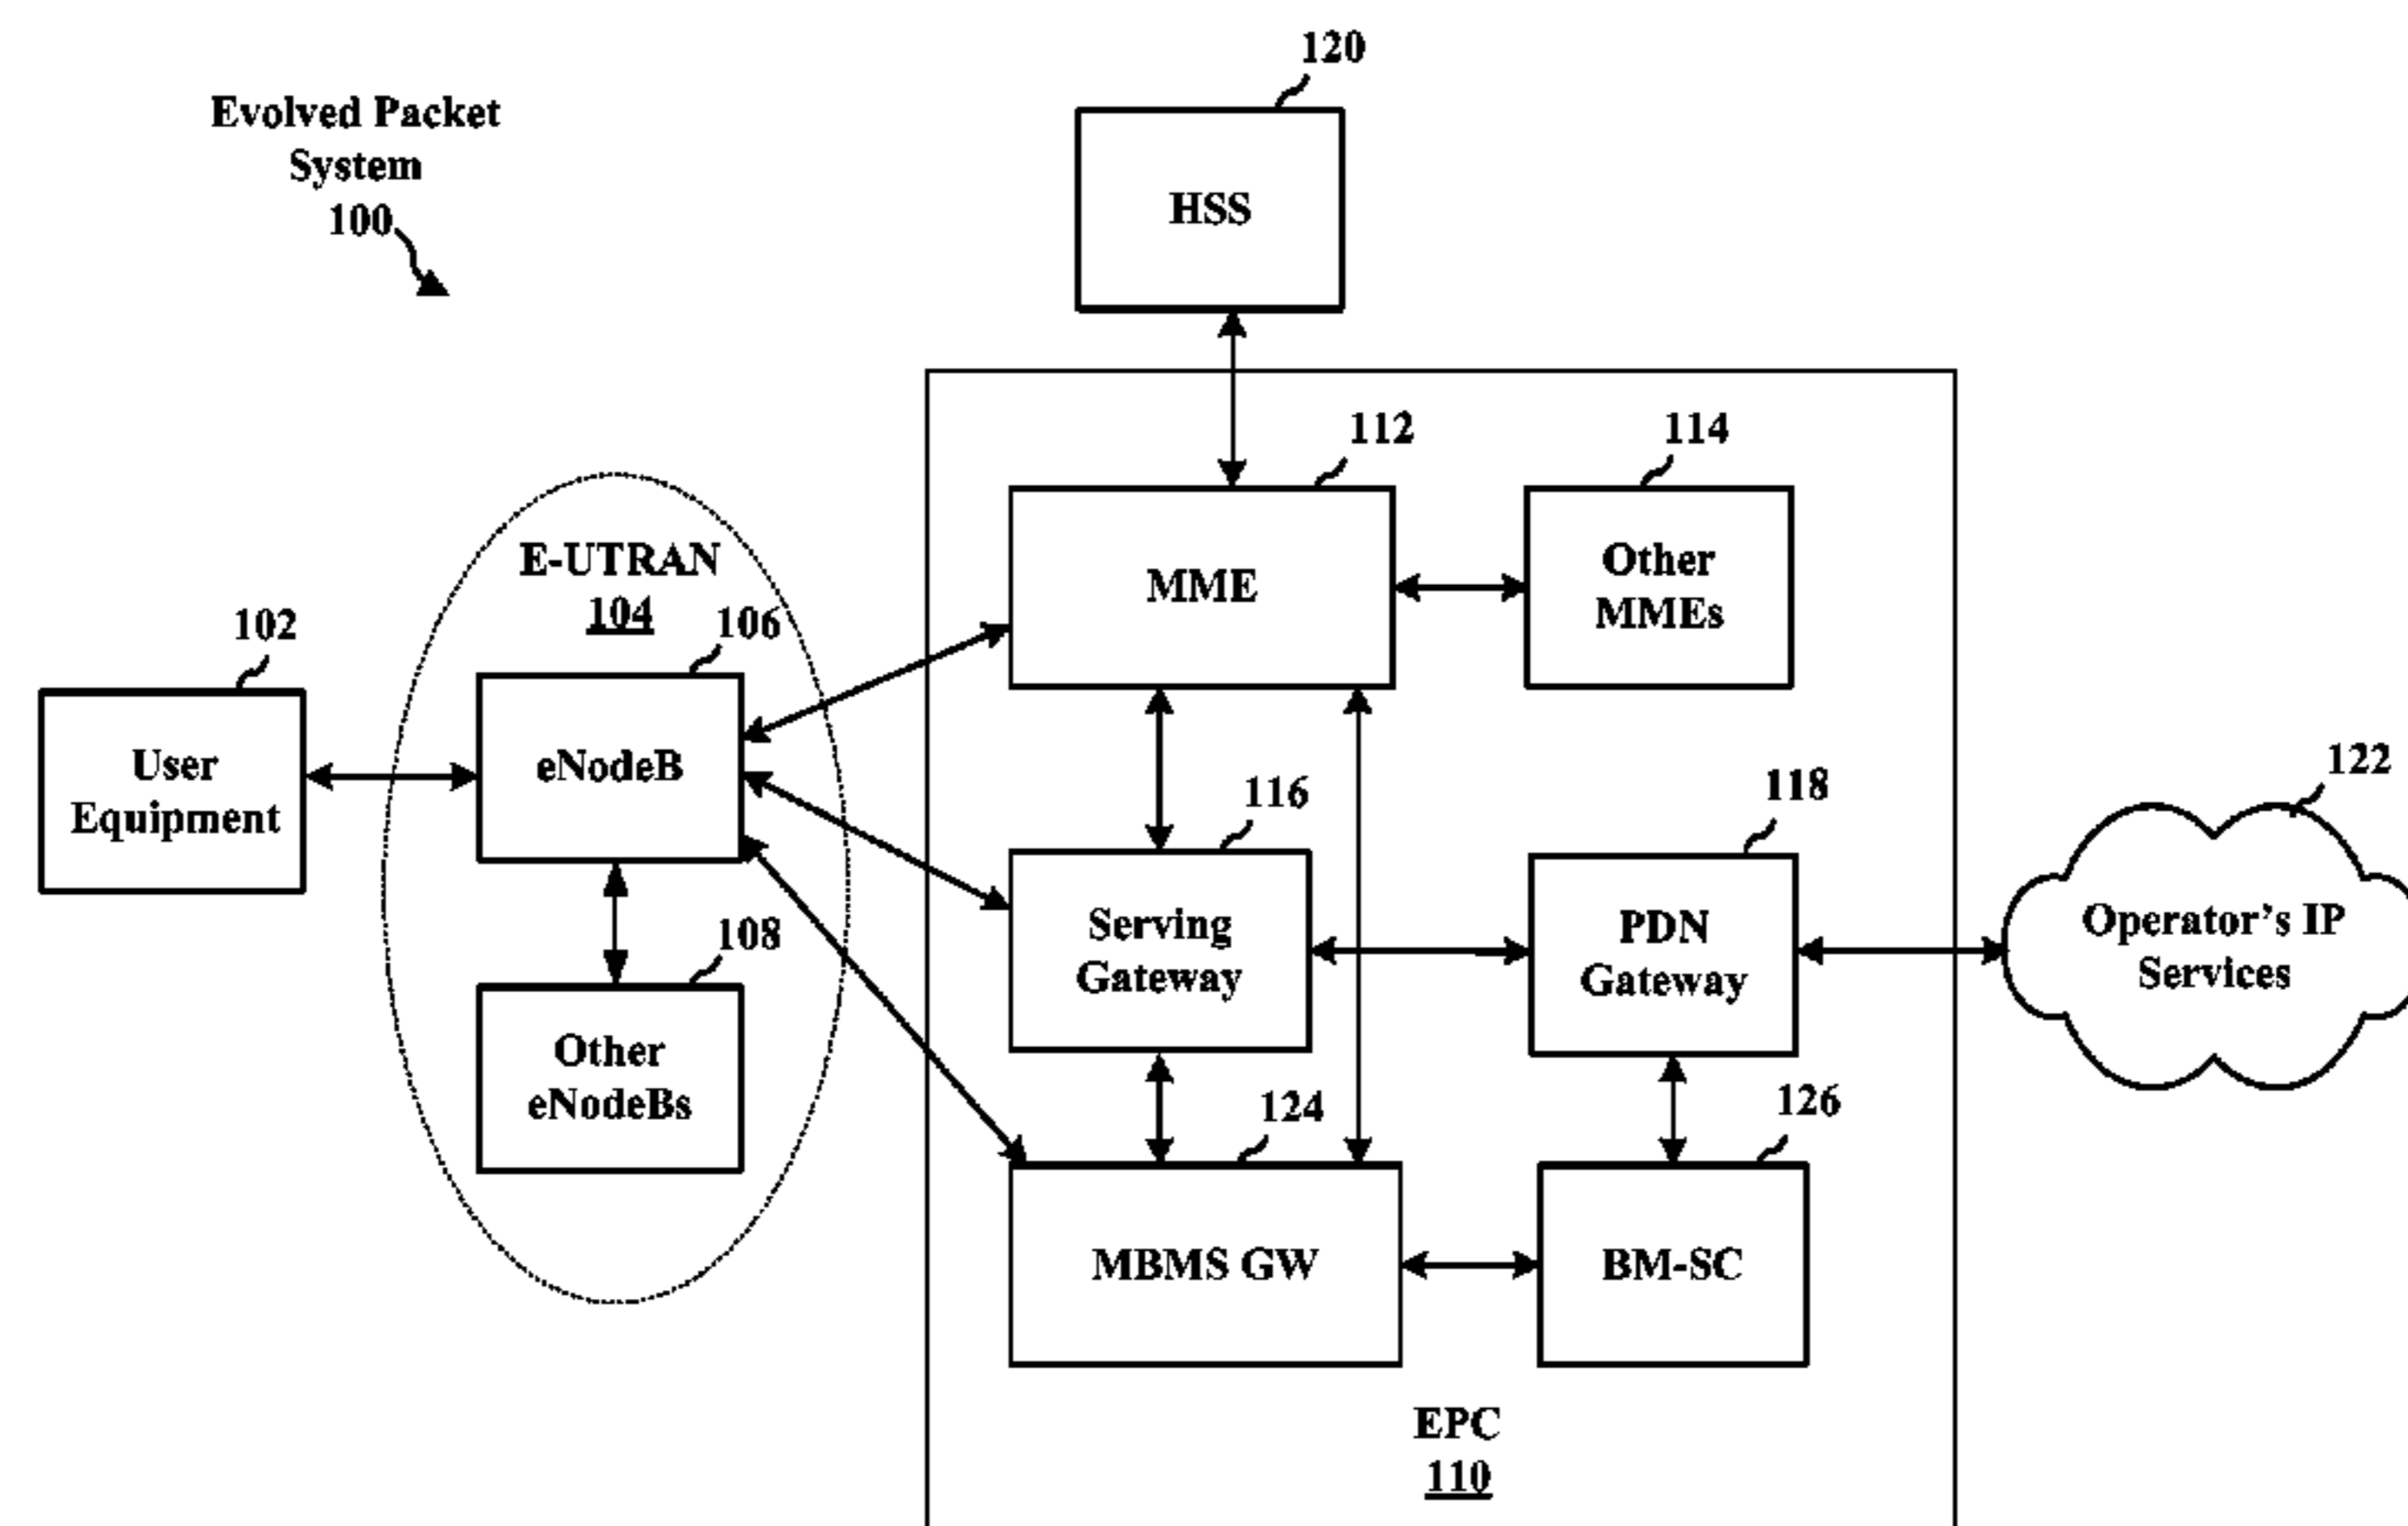 120
Evolved Packet
System
100
HSS
112
114
E-UTRAN
104
MME
Other
MMEs
102
106
User
Equipment
eNodeB
116
118
122
108
Serving
Gateway
PDN
Gateway
Operator's IP
Services
Other
eNodeBs
124
126
MBMS GW
BM-SC
EPC
110